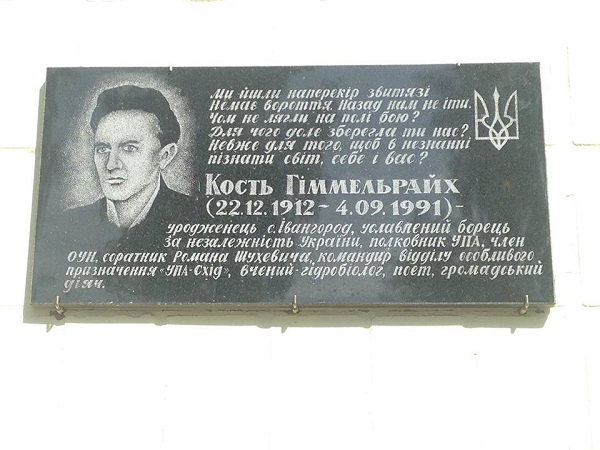 Ми йшли наперекір звитязі
Немає вороття. Назад нам не іти.
Чом не лягли на полі бою?
Для чого доле зберегла ти нас?
Невже для того, щоб в незнанні
пізнати світ, себе і вас?
Кость Гіммельрайх
(22.12.1912 - 4.09.1991) -
уродженець с.Івангород, уславлений борець
за незалежність України, полковник УПА, член
ОУН, соратник Романа Шухевича, командир відділу особливого
призначення «УПА-Схід», вчений-гідробіолог, поет, громадський
діяч.